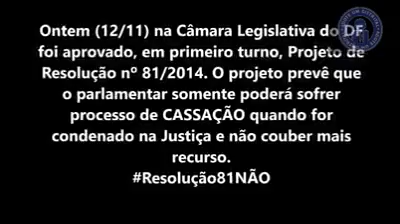 Ontem (12/11) na Câmara Legislativa do DF
foi aprovado, em primeiro turno, Projeto de
Resolução nº 81/2014. O projeto prevê que
o parlamentar somente poderá sofrer
processo de CASSAÇÃO quando for
condenado na Justiça e não couber mais
recurso.
#Resolução81NÃO